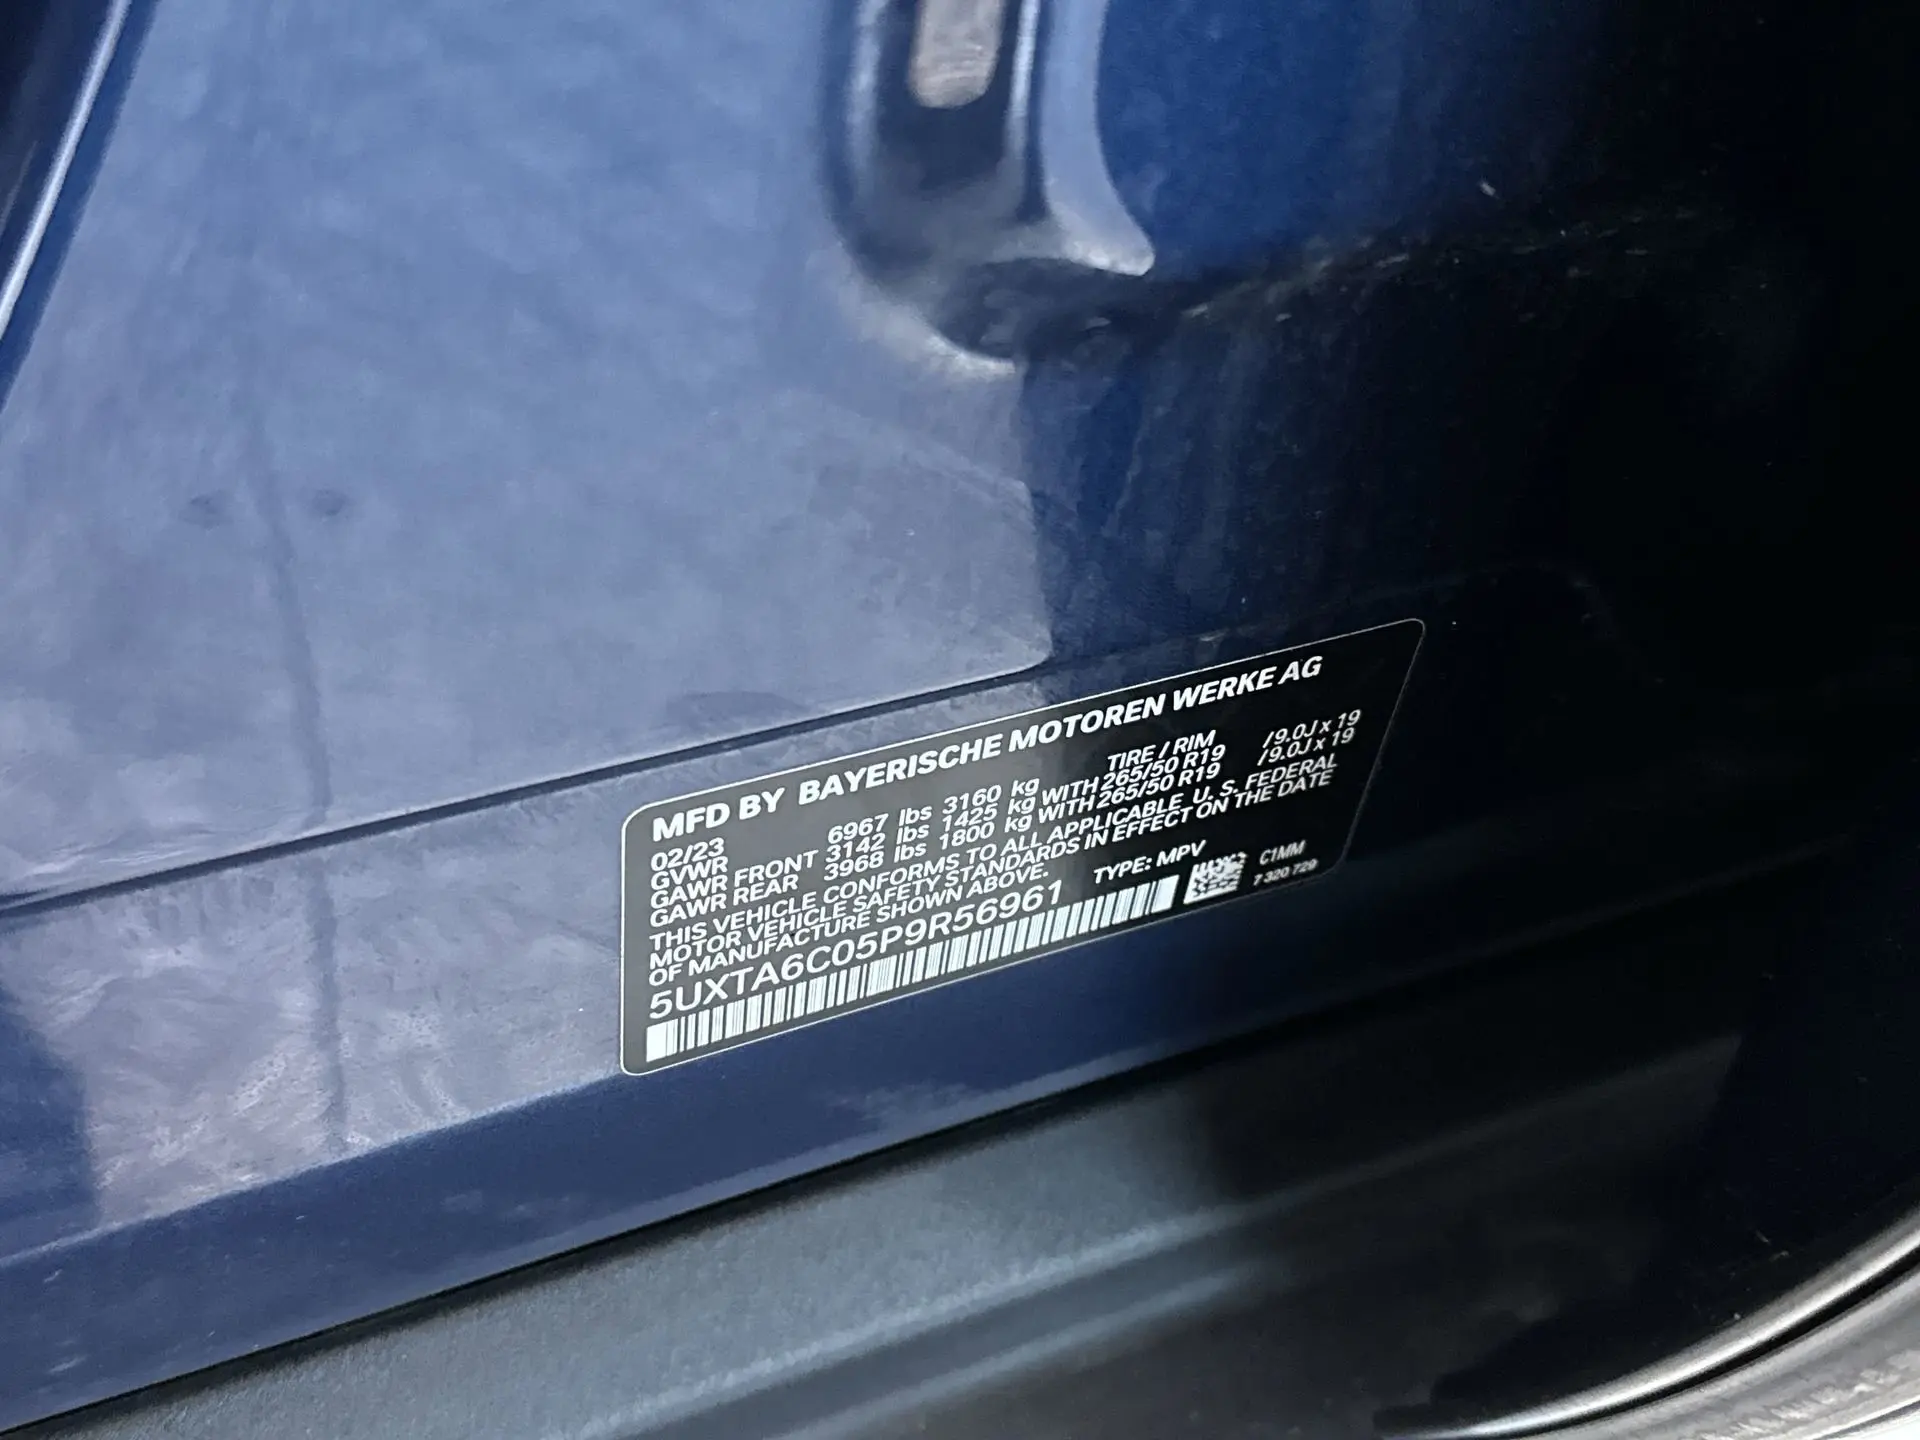 MFD BY BAYERISCHE MOTOREN WERKE AG
02/23 TIRE / RIM
GVWR 6967 lbs 3160 kg
GAWR FRONT 3142 lbs 1425 kg WITH 265/50 R19 /9.0J x 19
GAWR REAR 3968 lbs 1800 kg WITH 265/50 R19 /9.0J x 19
THIS VEHICLE CONFORMS TO ALL APPLICABLE U. S. FEDERAL
MOTOR VEHICLE SAFETY STANDARDS IN EFFECT ON THE DATE
OF MANUFACTURE SHOWN ABOVE.
5UXTA6C05P9R56961 TYPE: MPV
C1MM
7 320 729